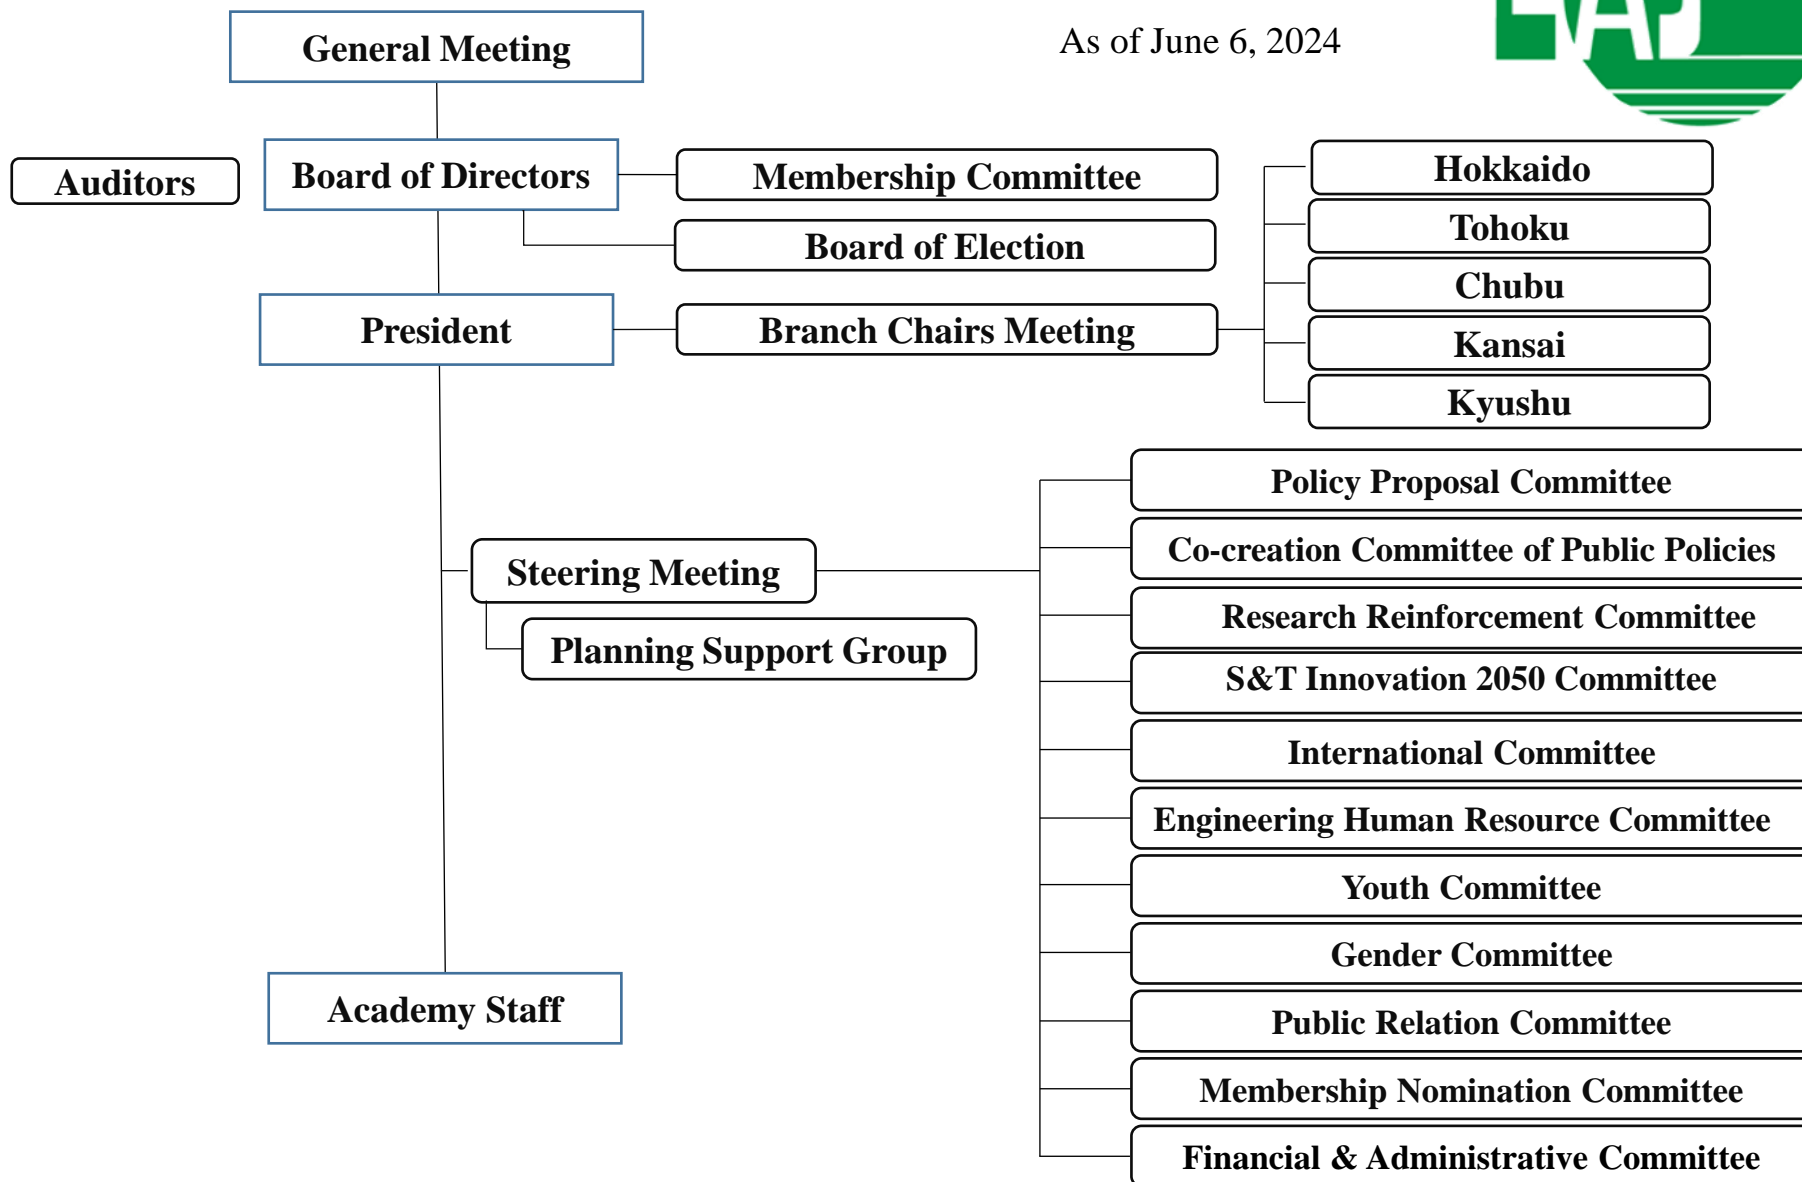 General Meeting
As of June 6, 2024
EAJ
Auditors
Board of Directors
Membership Committee
Board of Election
President
Branch Chairs Meeting
Hokkaido
Tohoku
Chubu
Kansai
Kyushu
Steering Meeting
Planning Support Group
Policy Proposal Committee
Co-creation Committee of Public Policies
Research Reinforcement Committee
S&T Innovation 2050 Committee
International Committee
Engineering Human Resource Committee
Youth Committee
Gender Committee
Public Relation Committee
Membership Nomination Committee
Financial & Administrative Committee
Academy Staff